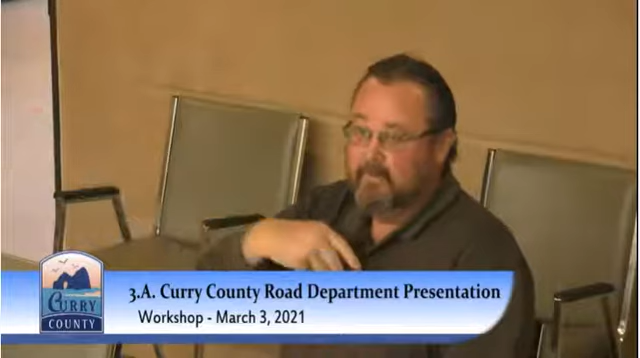 3.A. Curry County Road Department Presentation
Workshop - March 3, 2021
CURRY
COUNTY